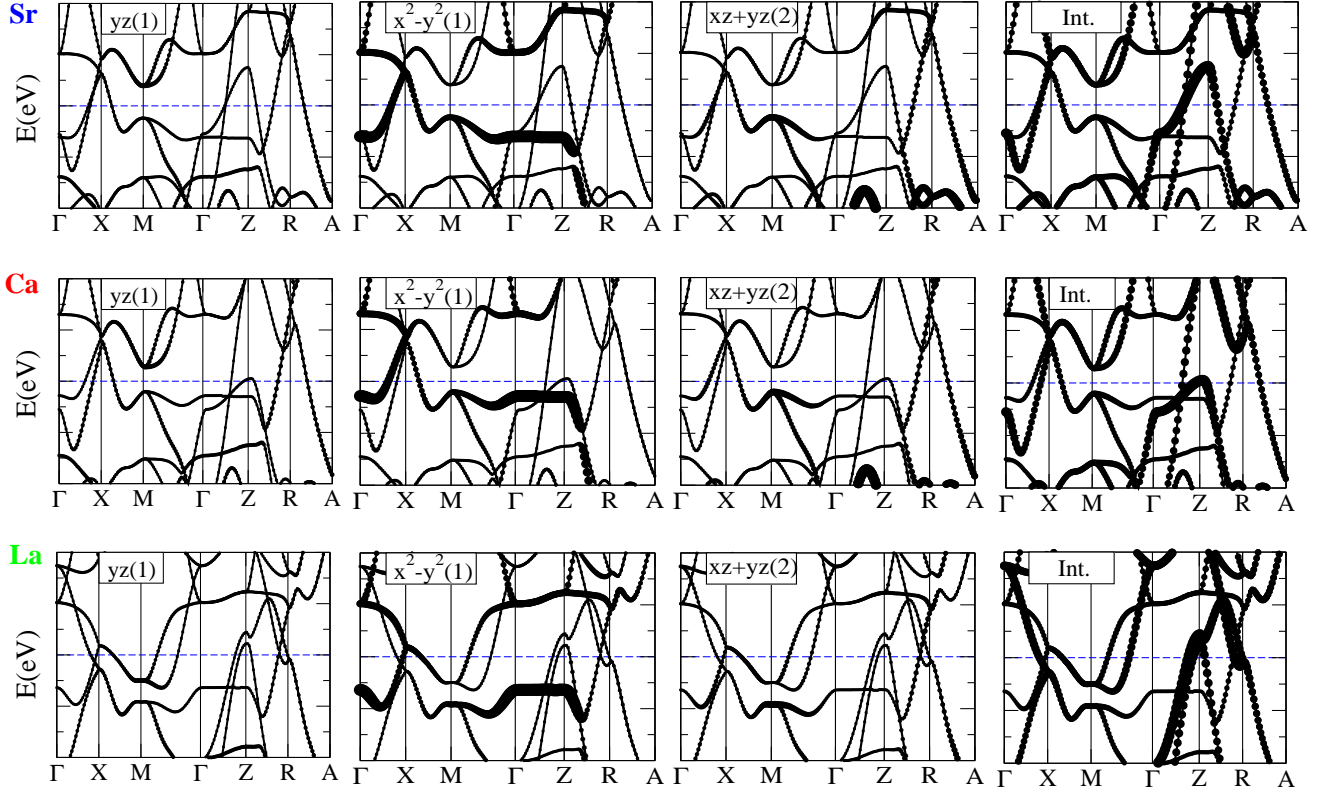 Sr
yz(1)
x²-y²(1)
xz+yz(2)
Int.
E(eV)
Γ X M Γ Z R A
Γ X M Γ Z R A
Γ X M Γ Z R A
Γ X M Γ Z R A
Ca
yz(1)
x²-y²(1)
xz+yz(2)
Int.
E(eV)
Γ X M Γ Z R A
Γ X M Γ Z R A
Γ X M Γ Z R A
Γ X M Γ Z R A
La
yz(1)
x²-y²(1)
xz+yz(2)
Int.
E(eV)
Γ X M Γ Z R A
Γ X M Γ Z R A
Γ X M Γ Z R A
Γ X M Γ Z R A